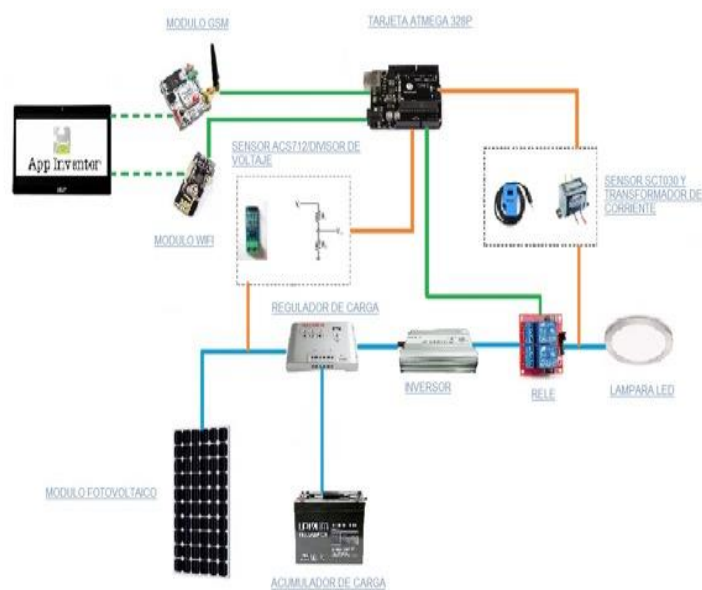 MODULO GSM
TARJETA ATMEGA 328P
App Inventor
SENSOR ACS712/DIVISOR DE
VOLTAJE
MODULO WIFI
SENSOR SCT030 Y
TRANSFORMADOR DE
CORRIENTE
REGULADOR DE CARGA
INVERSOR
RELE
LAMPARA LED
MODULO FOTOVOLTAICO
ACUMULADOR DE CARGA